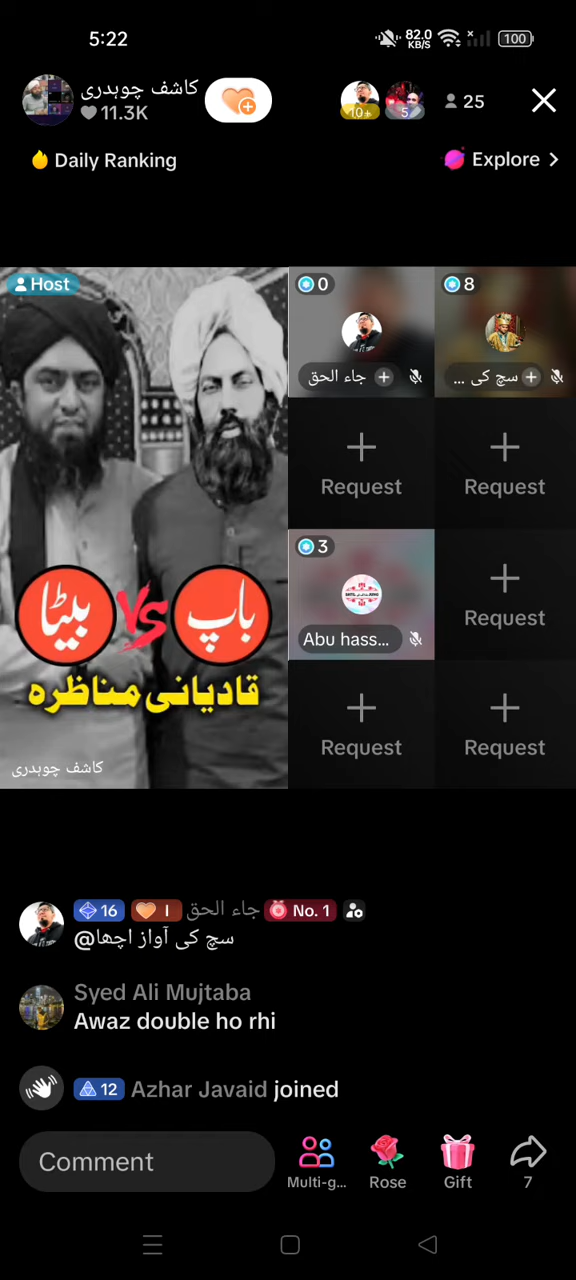 5:22
82.0
KB/S
100
کاشف چوہدری
11.3K
10+
5
25
Daily Ranking
Explore
Host
0
8
جاء الحق
سچ کی ...
Request
Request
بیٹا VS باپ
قادیانی مناظرہ
کاشف چوہدری
3
Abu hass...
Request
Request
Request
16
I
جاء الحق
No. 1
@سچ کی آواز اچھا
Syed Ali Mujtaba
Awaz double ho rhi
12
Azhar Javaid joined
Comment
Multi-g...
Rose
Gift
7